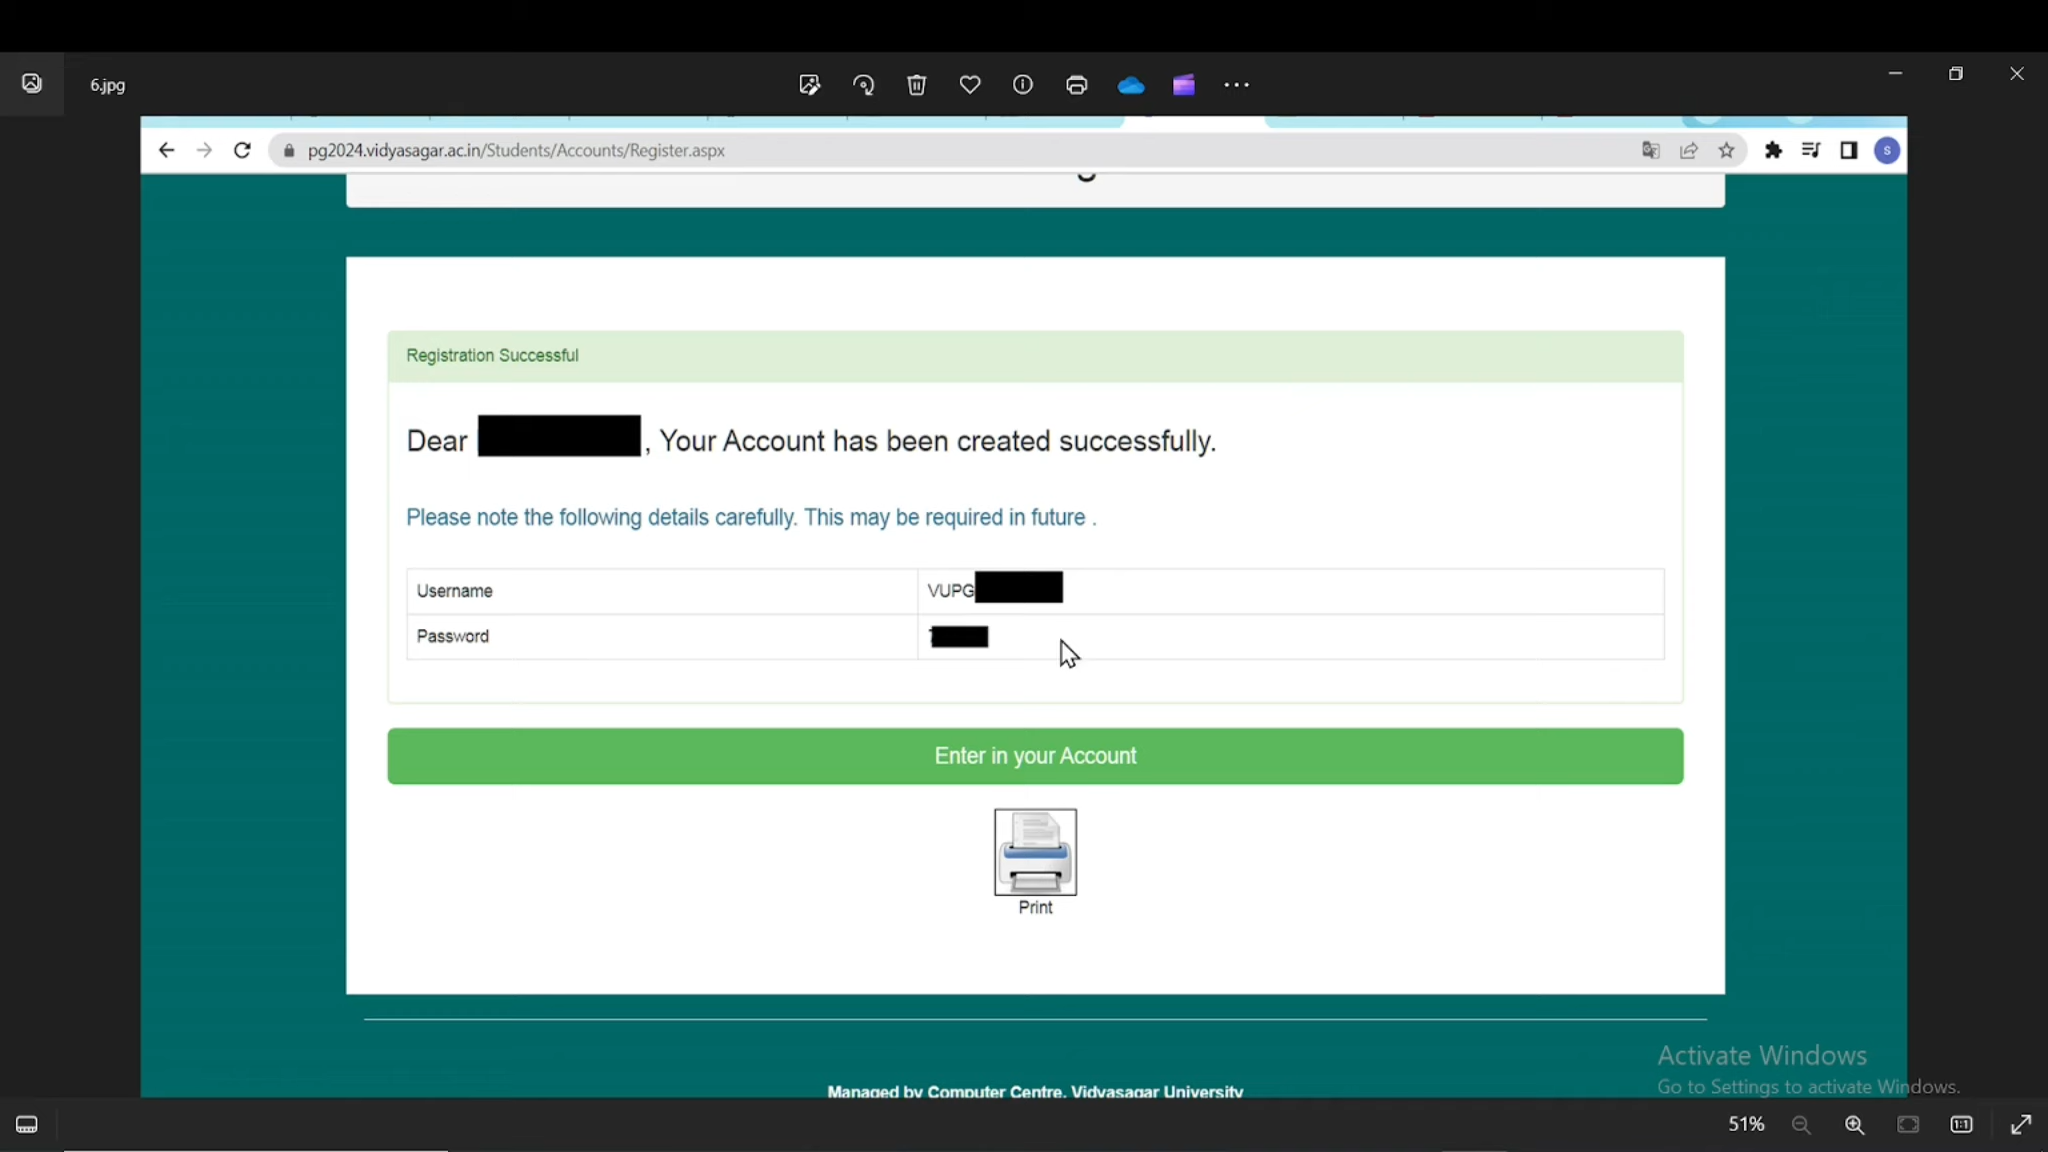 6.jpg
pg2024.vidyasagar.ac.in/Students/Accounts/Register.aspx
S
Registration Successful
Dear , Your Account has been created successfully.
Please note the following details carefully. This may be required in future .
Username VUPG
Password
Enter in your Account
Print
Managed by Computer Centre, Vidyasagar University
Activate Windows
Go to Settings to activate Windows.
51%
1:1